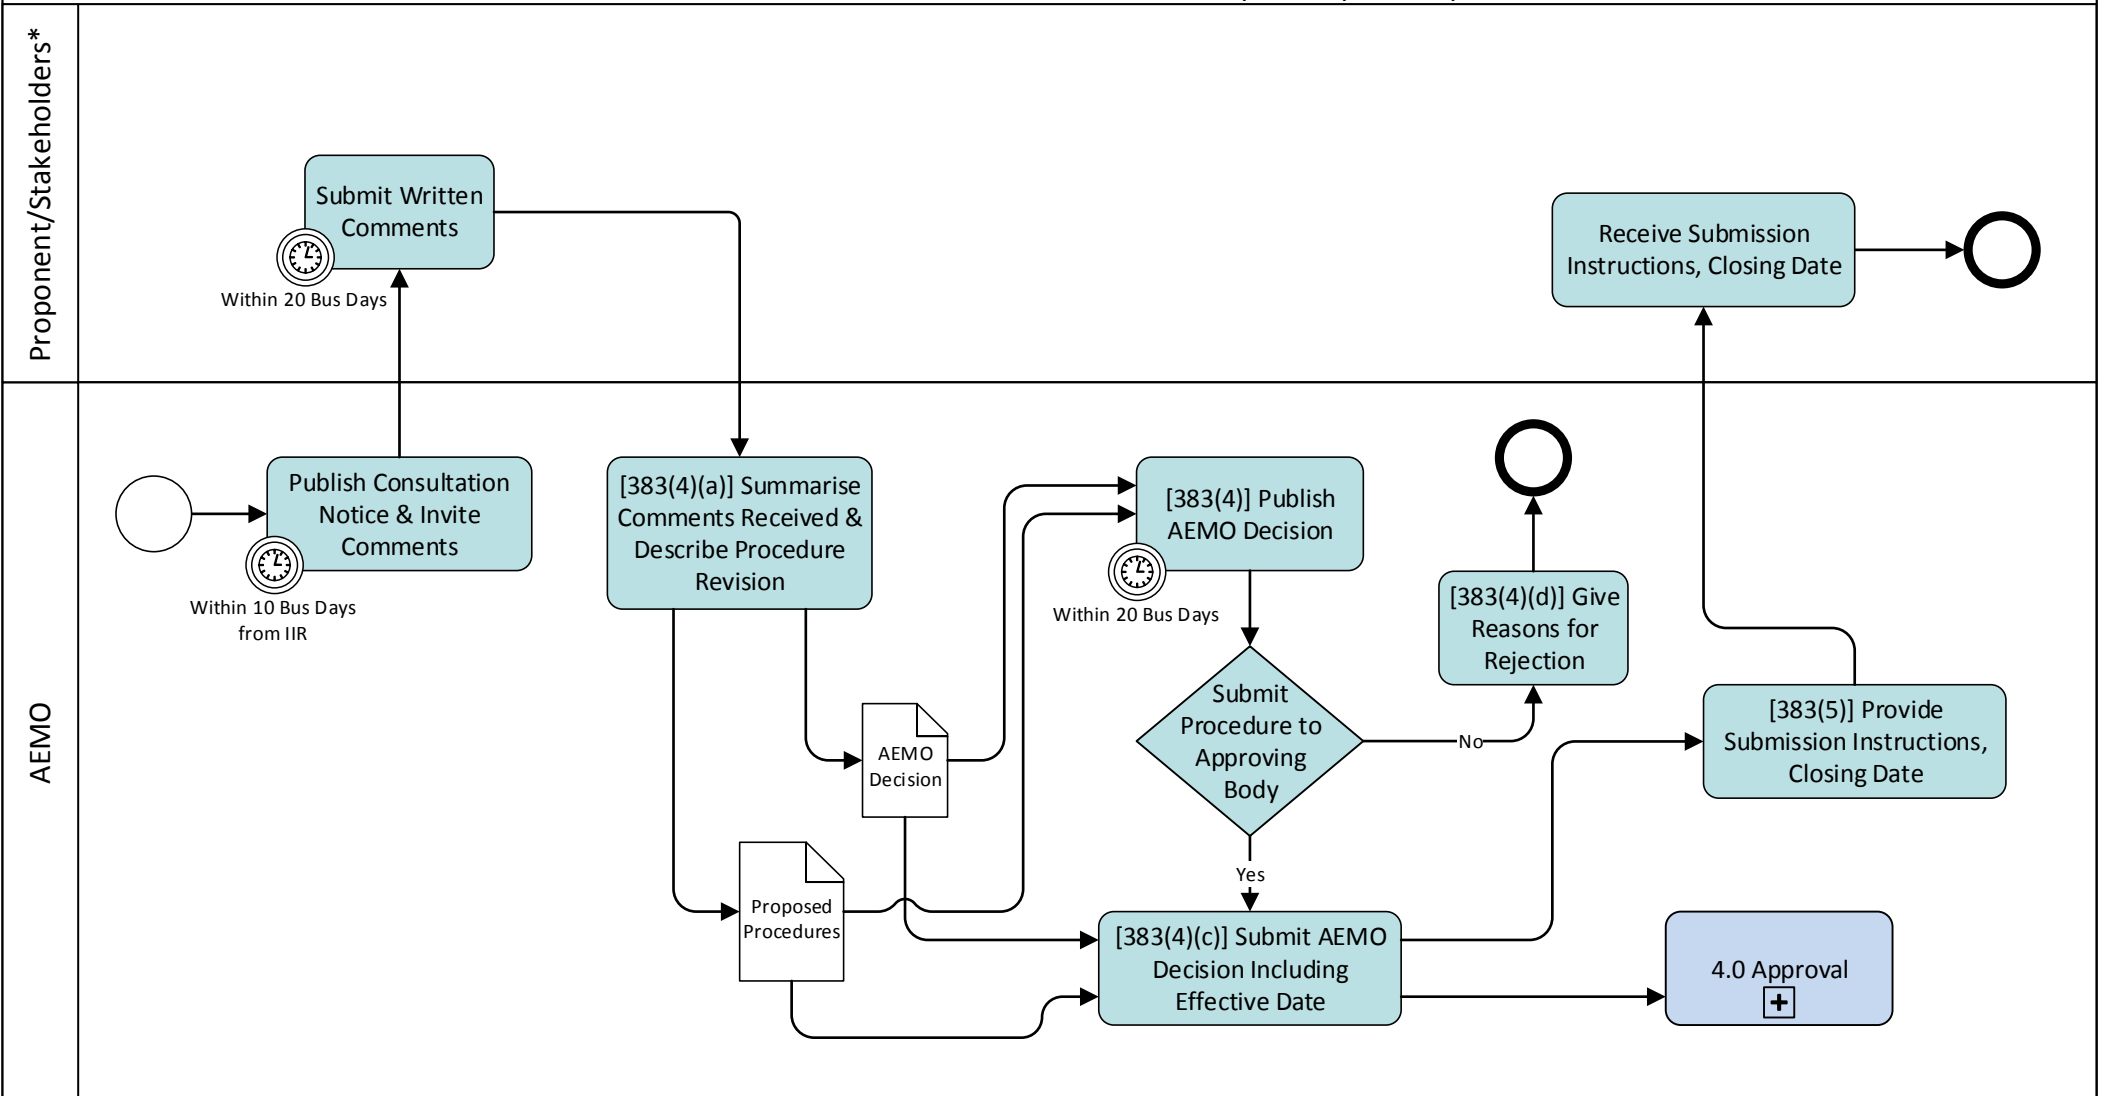 Proponent/Stakeholders*
Submit Written
Comments
Within 20 Bus Days
Receive Submission
Instructions, Closing Date
AEMO
Publish Consultation
Notice & Invite
Comments
Within 10 Bus Days
from IIR
[383(4)(a)] Summarise
Comments Received &
Describe Procedure
Revision
[383(4)] Publish
AEMO Decision
Within 20 Bus Days
[383(4)(d)] Give
Reasons for
Rejection
Submit
Procedure to
Approving
Body
No
Yes
[383(5)] Provide
Submission Instructions,
Closing Date
AEMO
Decision
Proposed
Procedures
[383(4)(c)] Submit AEMO
Decision Including
Effective Date
4.0 Approval